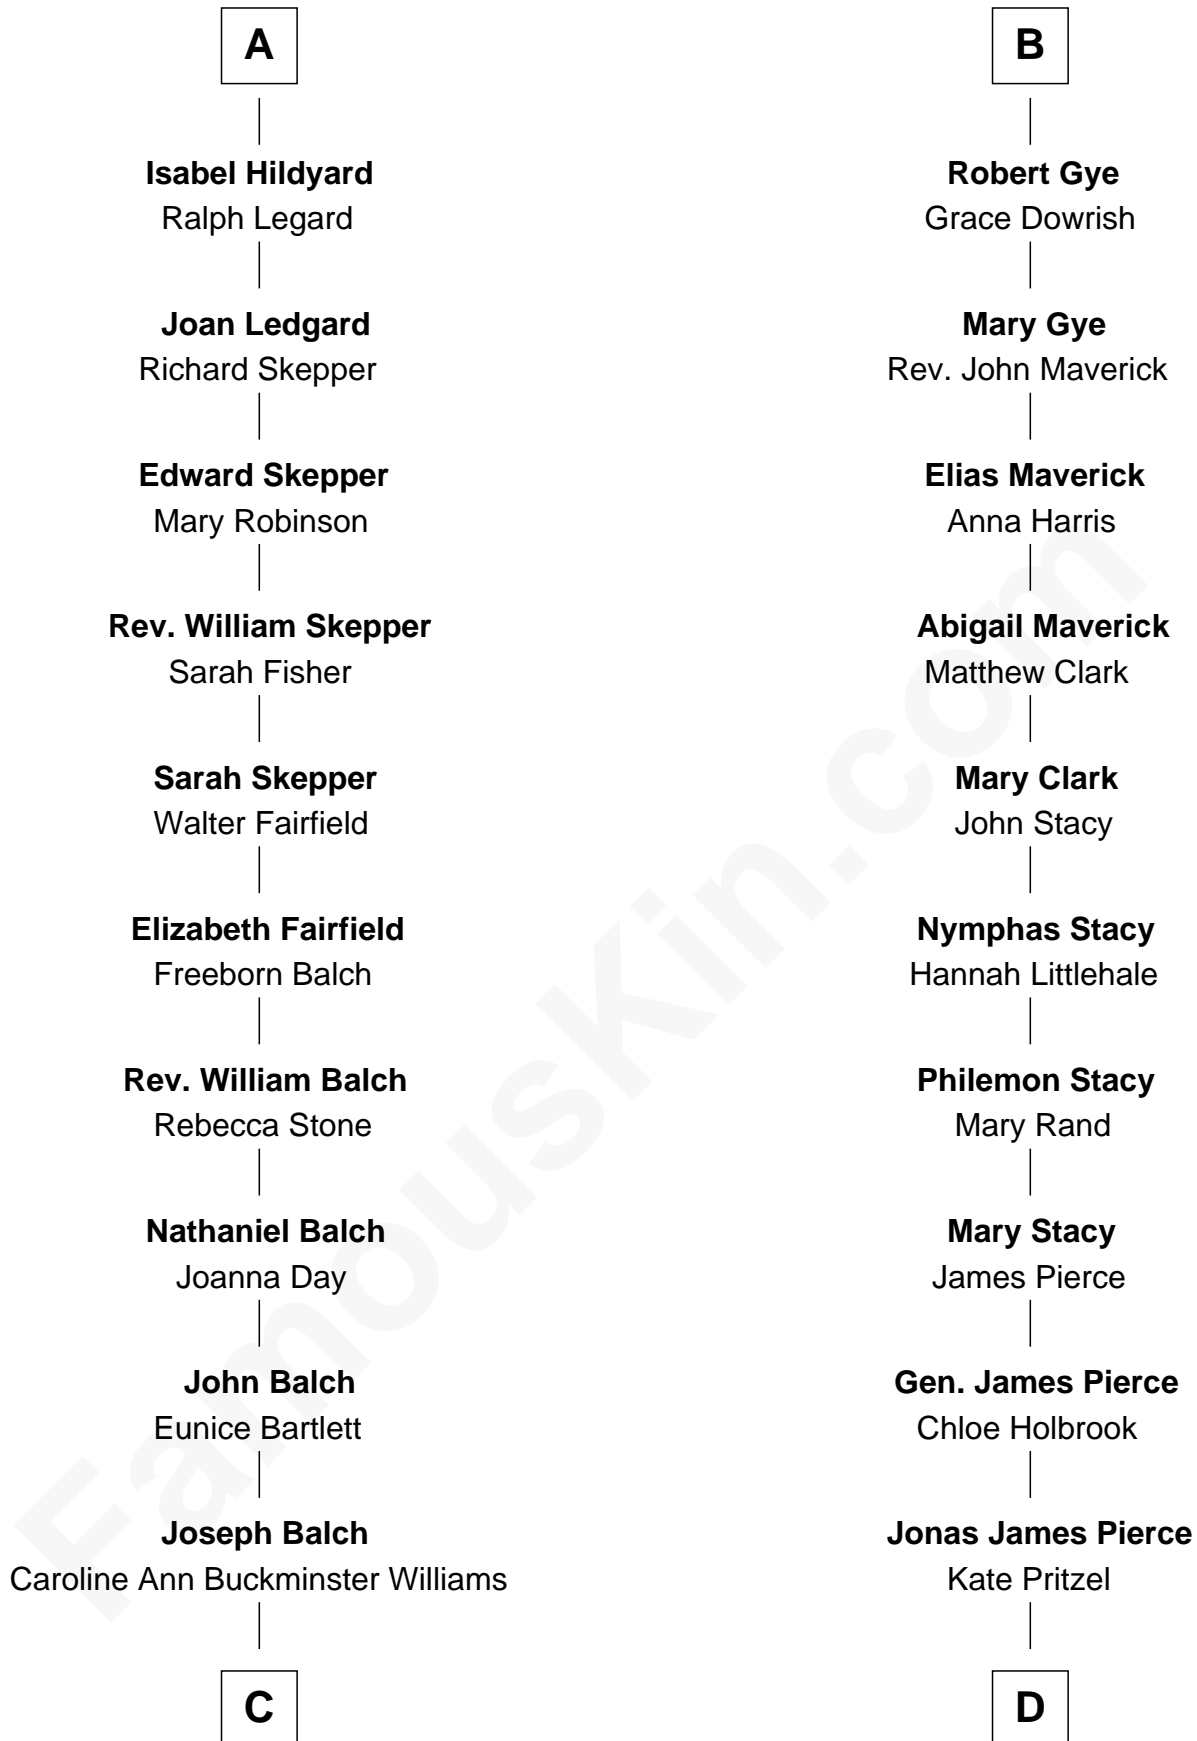 A
Isabel Hildyard
Ralph Legard
Joan Ledgard
Richard Skepper
Edward Skepper
Mary Robinson
Rev. William Skepper
Sarah Fisher
Sarah Skepper
Walter Fairfield
Elizabeth Fairfield
Freeborn Balch
Rev. William Balch
Rebecca Stone
Nathaniel Balch
Joanna Day
John Balch
Eunice Bartlett
Joseph Balch
Caroline Ann Buckminster Williams
C
B
Robert Gye
Grace Dowrish
Mary Gye
Rev. John Maverick
Elias Maverick
Anna Harris
Abigail Maverick
Matthew Clark
Mary Clark
John Stacy
Nymphas Stacy
Hannah Littlehale
Philemon Stacy
Mary Rand
Mary Stacy
James Pierce
Gen. James Pierce
Chloe Holbrook
Jonas James Pierce
Kate Pritzel
D
FamousKin.com